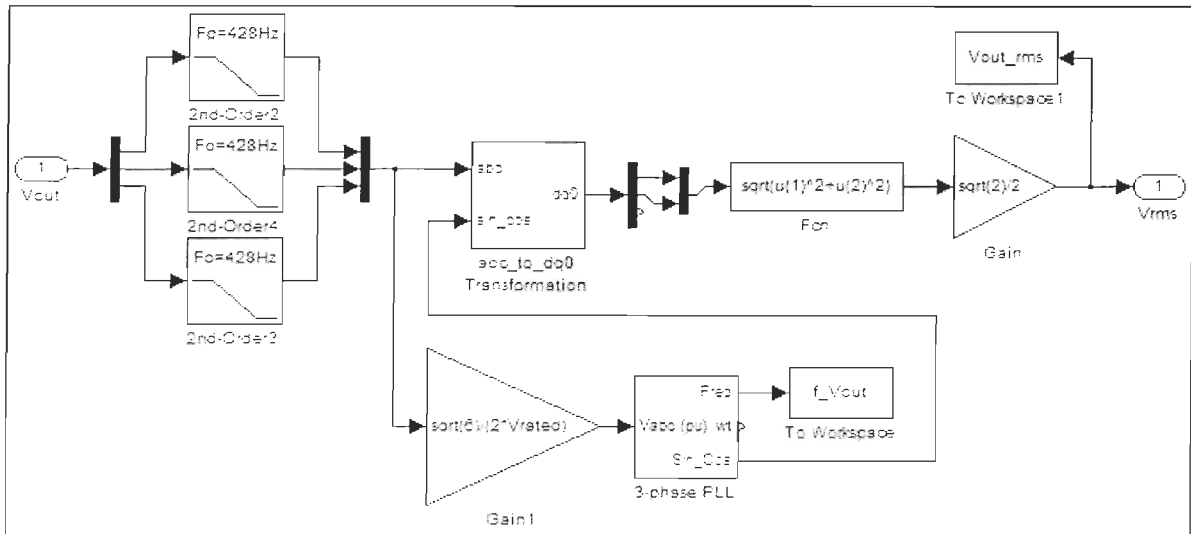 Fo=428Hz
2nd-Order2
Fo=428Hz
2nd-Order4
Fo=428Hz
2nd-Order3
1
Vout
abc
sin_cos
dq0
abc_to_dq0
Transformation
sqrt(u(1)^2+u(2)^2)
Fcn
Vout_rms
To Workspace1
sqrt(2)/2
Gain
1
Vrms
sqrt(6)/(2*Vrated)
Gain1
Freq
Vabc (pu) wt
Sin_Cos
3-phase PLL
f_Vout
To Workspace